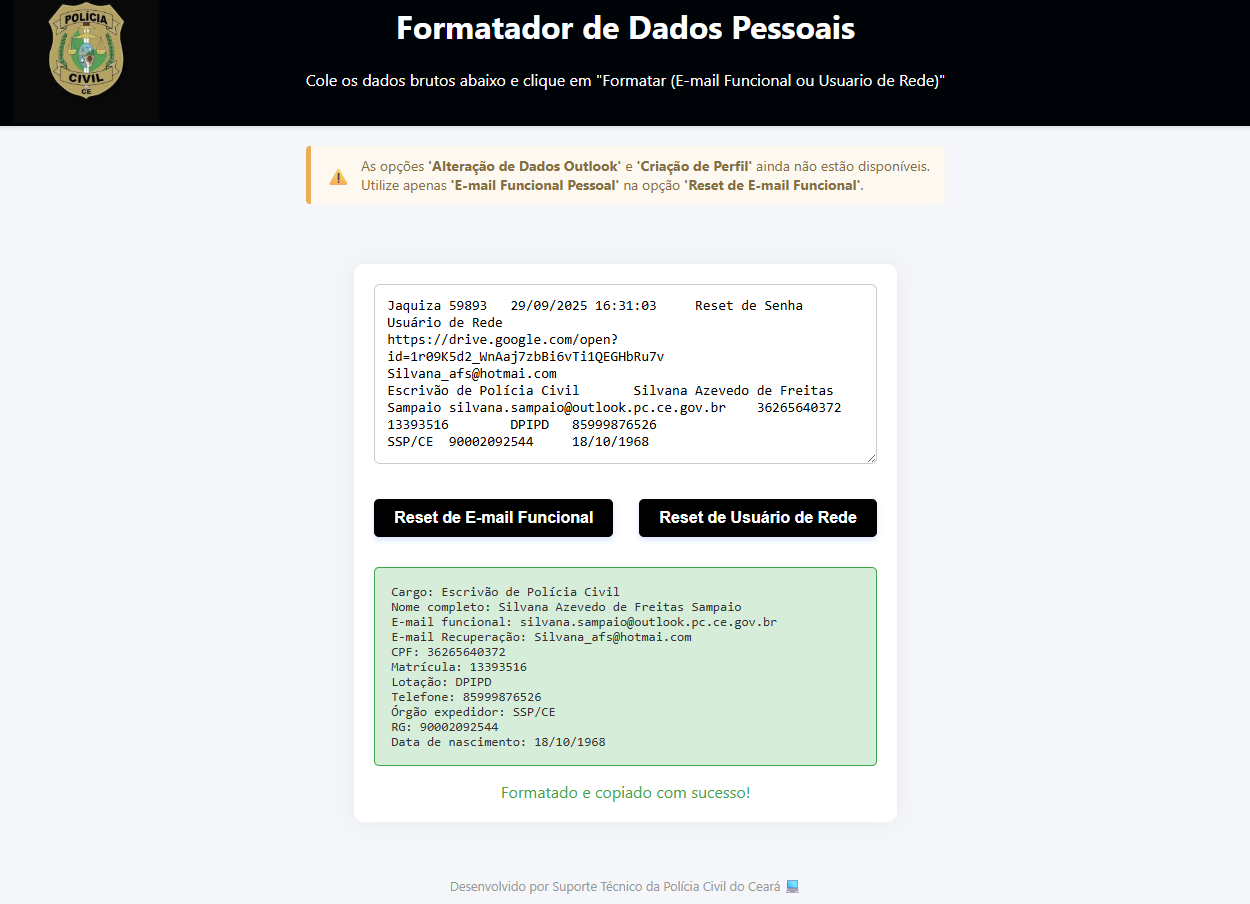 POLÍCIA
CIVIL
CE
Formatador de Dados Pessoais
Cole os dados brutos abaixo e clique em "Formatar (E-mail Funcional ou Usuario de Rede)"
As opções 'Alteração de Dados Outlook' e 'Criação de Perfil' ainda não estão disponíveis.
Utilize apenas 'E-mail Funcional Pessoal' na opção 'Reset de E-mail Funcional'.
Jaquiza 59893 29/09/2025 16:31:03 Reset de Senha
Usuário de Rede
https://drive.google.com/open?
id=1r09K5d2_WnAaj7zbBi6vTi1QEGHbRu7v
Silvana_afs@hotmai.com
Escrivão de Polícia Civil Silvana Azevedo de Freitas
Sampaio silvana.sampaio@outlook.pc.ce.gov.br 36265640372
13393516 DPIPD 85999876526
SSP/CE 90002092544 18/10/1968
Reset de E-mail Funcional Reset de Usuário de Rede
Cargo: Escrivão de Polícia Civil
Nome completo: Silvana Azevedo de Freitas Sampaio
E-mail funcional: silvana.sampaio@outlook.pc.ce.gov.br
E-mail Recuperação: Silvana_afs@hotmai.com
CPF: 36265640372
Matrícula: 13393516
Lotação: DPIPD
Telefone: 85999876526
Órgão expedidor: SSP/CE
RG: 90002092544
Data de nascimento: 18/10/1968
Formatado e copiado com sucesso!
Desenvolvido por Suporte Técnico da Polícia Civil do Ceará